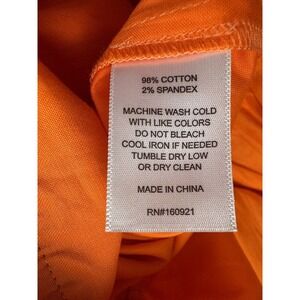 98% COTTON
2% SPANDEX
MACHINE WASH COLD
WITH LIKE COLORS
DO NOT BLEACH
COOL IRON IF NEEDED
TUMBLE DRY LOW
OR DRY CLEAN
MADE IN CHINA
RN#160921